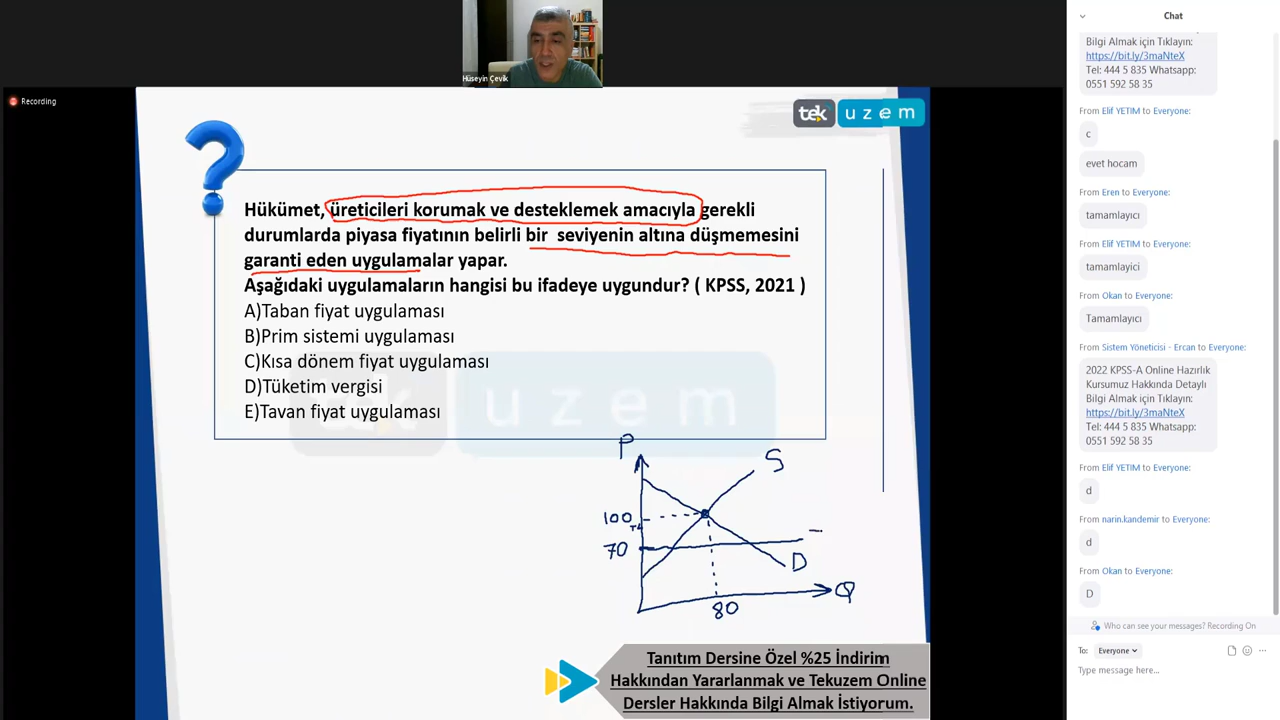 Hüseyin Çevik
Recording
tek uzem
Hükümet, üreticileri korumak ve desteklemek amacıyla gerekli
durumlarda piyasa fiyatının belirli bir seviyenin altına düşmemesini
garanti eden uygulamalar yapar.
Aşağıdaki uygulamaların hangisi bu ifadeye uygundur? ( KPSS, 2021 )
A)Taban fiyat uygulaması
B)Prim sistemi uygulaması
C)Kısa dönem fiyat uygulaması
D)Tüketim vergisi
E)Tavan fiyat uygulaması
uzem
P
S
100
TL
70
D
Q
80
Tanıtım Dersine Özel %25 İndirim
Hakkından Yararlanmak ve Tekuzem Online
Dersler Hakkında Bilgi Almak İstiyorum.
Chat
Bilgi Almak için Tıklayın:
https://bit.ly/3maNteX
Tel: 444 5 835 Whatsapp:
0551 592 58 35
From Elif YETIM to Everyone:
c
evet hocam
From Eren to Everyone:
tamamlayıcı
From Elif YETIM to Everyone:
tamamlayici
From Okan to Everyone:
Tamamlayıcı
From Sistem Yöneticisi - Ercan to Everyone:
2022 KPSS-A Online Hazırlık
Kursumuz Hakkında Detaylı
Bilgi Almak için Tıklayın:
https://bit.ly/3maNteX
Tel: 444 5 835 Whatsapp:
0551 592 58 35
From Elif YETIM to Everyone:
d
From narin.kandemir to Everyone:
d
From Okan to Everyone:
D
Who can see your messages? Recording On
To: Everyone
Type message here...